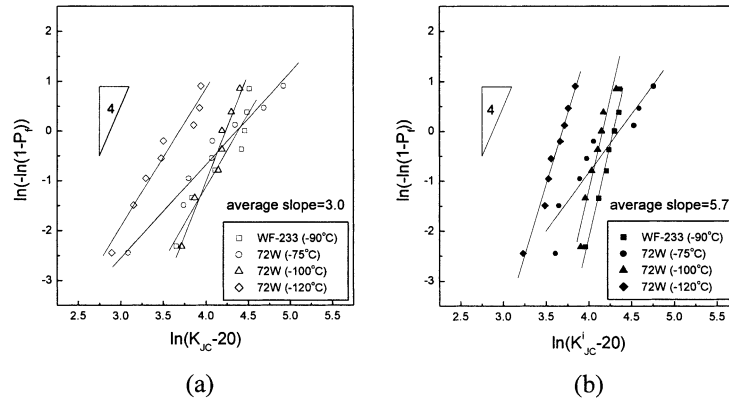 2
1
0
-1
-2
-3
ln(-ln(1-P_f))
4
average slope=3.0
WF-233 (-90°C)
72W (-75°C)
72W (-100°C)
72W (-120°C)
2.5 3.0 3.5 4.0 4.5 5.0 5.5
ln(K_JC-20)
(a)
2
1
0
-1
-2
-3
ln(-ln(1-P_f))
4
average slope=5.7
WF-233 (-90°C)
72W (-75°C)
72W (-100°C)
72W (-120°C)
2.5 3.0 3.5 4.0 4.5 5.0 5.5
ln(K^i_JC-20)
(b)